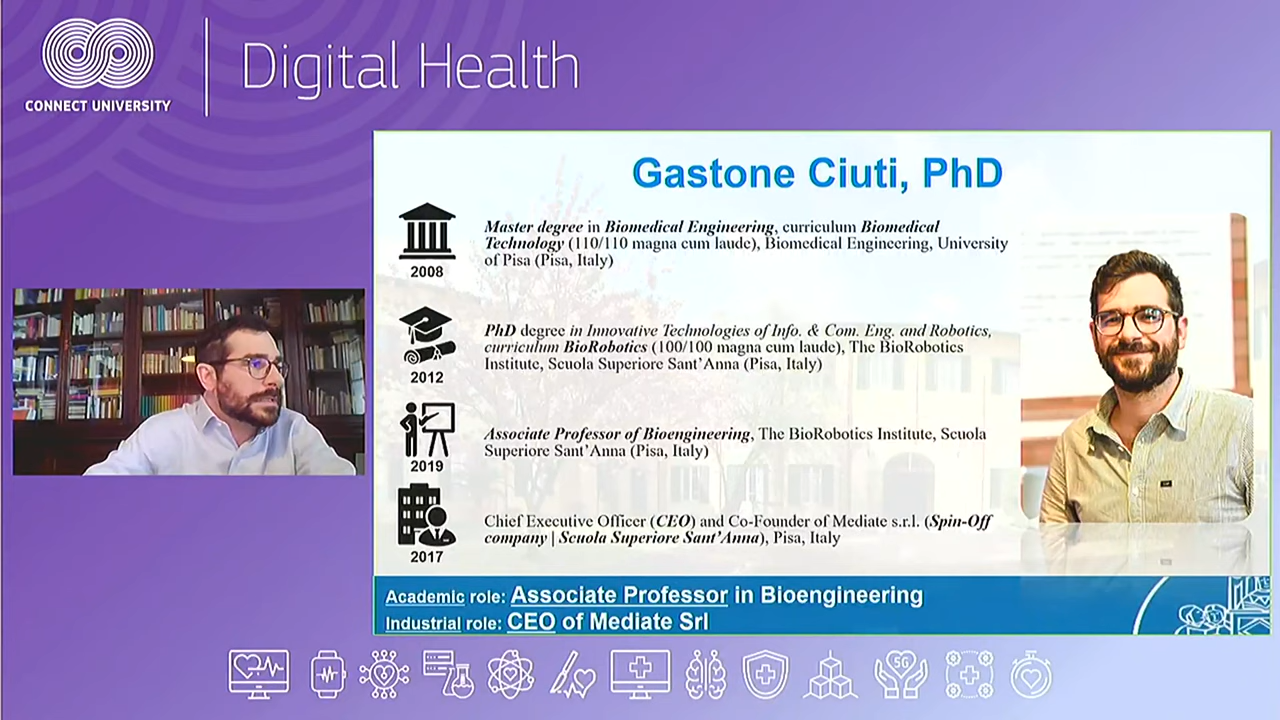 CONNECT UNIVERSITY
Digital Health
Gastone Ciuti, PhD
2008
Master degree in Biomedical Engineering, curriculum Biomedical
Technology (110/110 magna cum laude), Biomedical Engineering, University
of Pisa (Pisa, Italy)
2012
PhD degree in Innovative Technologies of Info. & Com. Eng. and Robotics,
curriculum BioRobotics (100/100 magna cum laude), The BioRobotics
Institute, Scuola Superiore Sant'Anna (Pisa, Italy)
2019
Associate Professor of Bioengineering, The BioRobotics Institute, Scuola
Superiore Sant'Anna (Pisa, Italy)
2017
Chief Executive Officer (CEO) and Co-Founder of Mediate s.r.l. (Spin-Off
company | Scuola Superiore Sant'Anna), Pisa, Italy
Academic role: Associate Professor in Bioengineering
Industrial role: CEO of Mediate Srl
5G